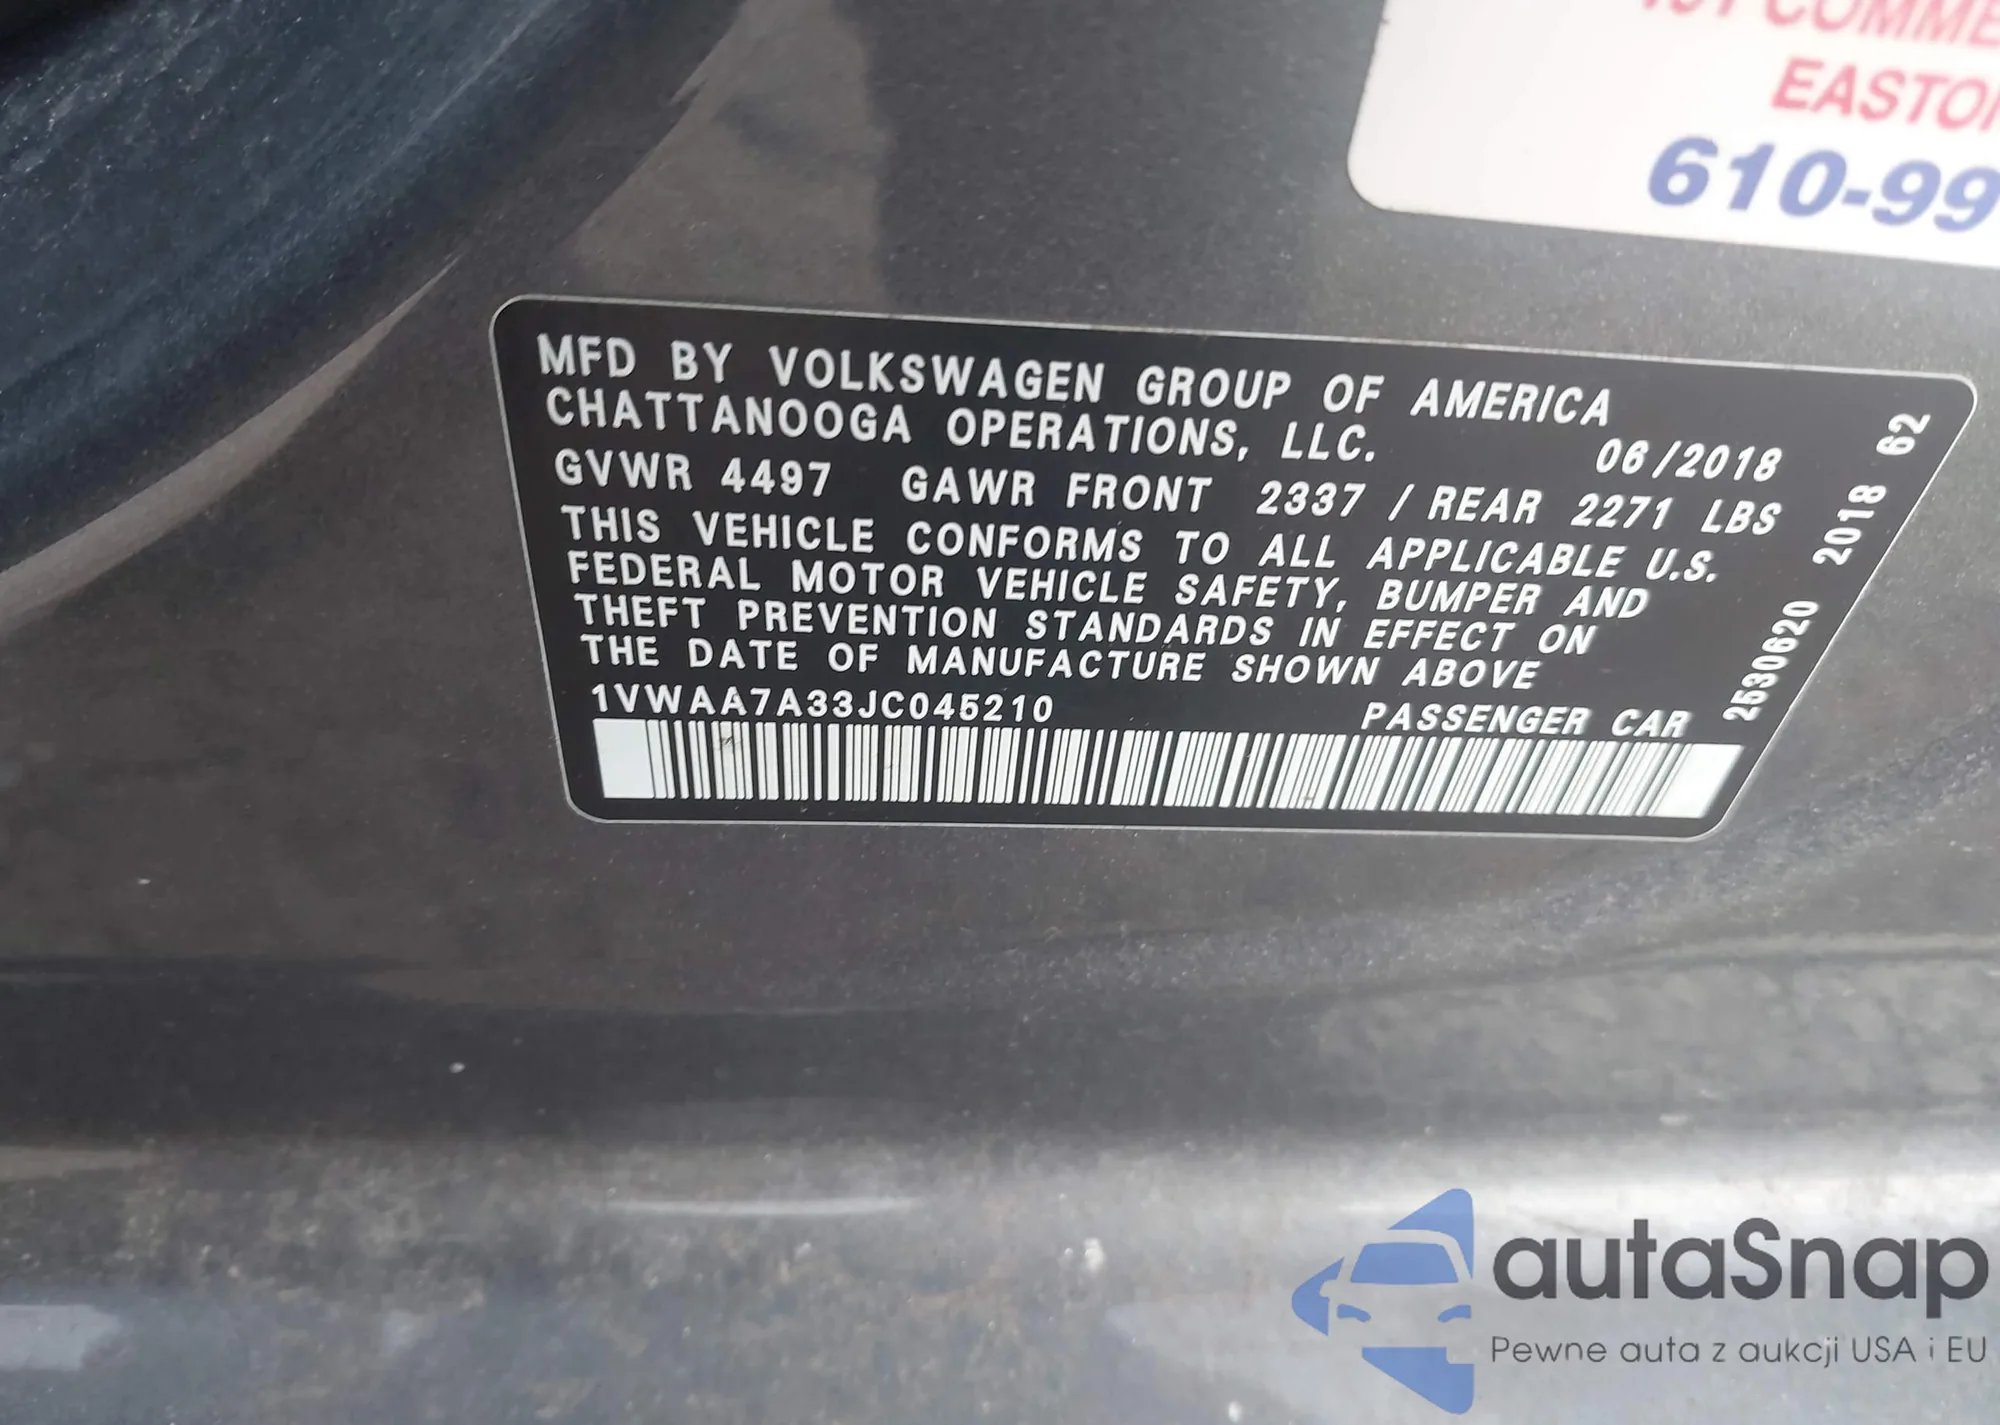 COMME
EASTON
610-99
MFD BY VOLKSWAGEN GROUP OF AMERICA
CHATTANOOGA OPERATIONS, LLC.
06/2018
GVWR 4497 GAWR FRONT 2337 / REAR 2271 LBS
THIS VEHICLE CONFORMS TO ALL APPLICABLE U.S.
FEDERAL MOTOR VEHICLE SAFETY, BUMPER AND
THEFT PREVENTION STANDARDS IN EFFECT ON
THE DATE OF MANUFACTURE SHOWN ABOVE
1VWAA7A33JC045210 PASSENGER CAR
2530620 2018 62
autaSnap
Pewne auta z aukcji USA i EU